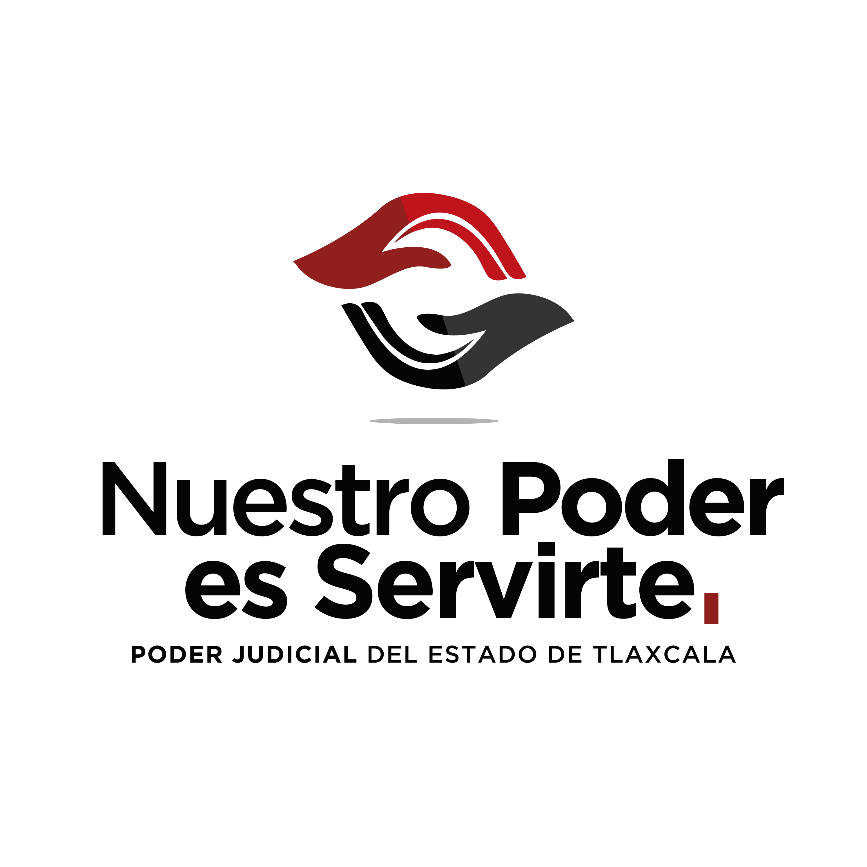 Nuestro Poder
es Servirte
PODER JUDICIAL DEL ESTADO DE TLAXCALA